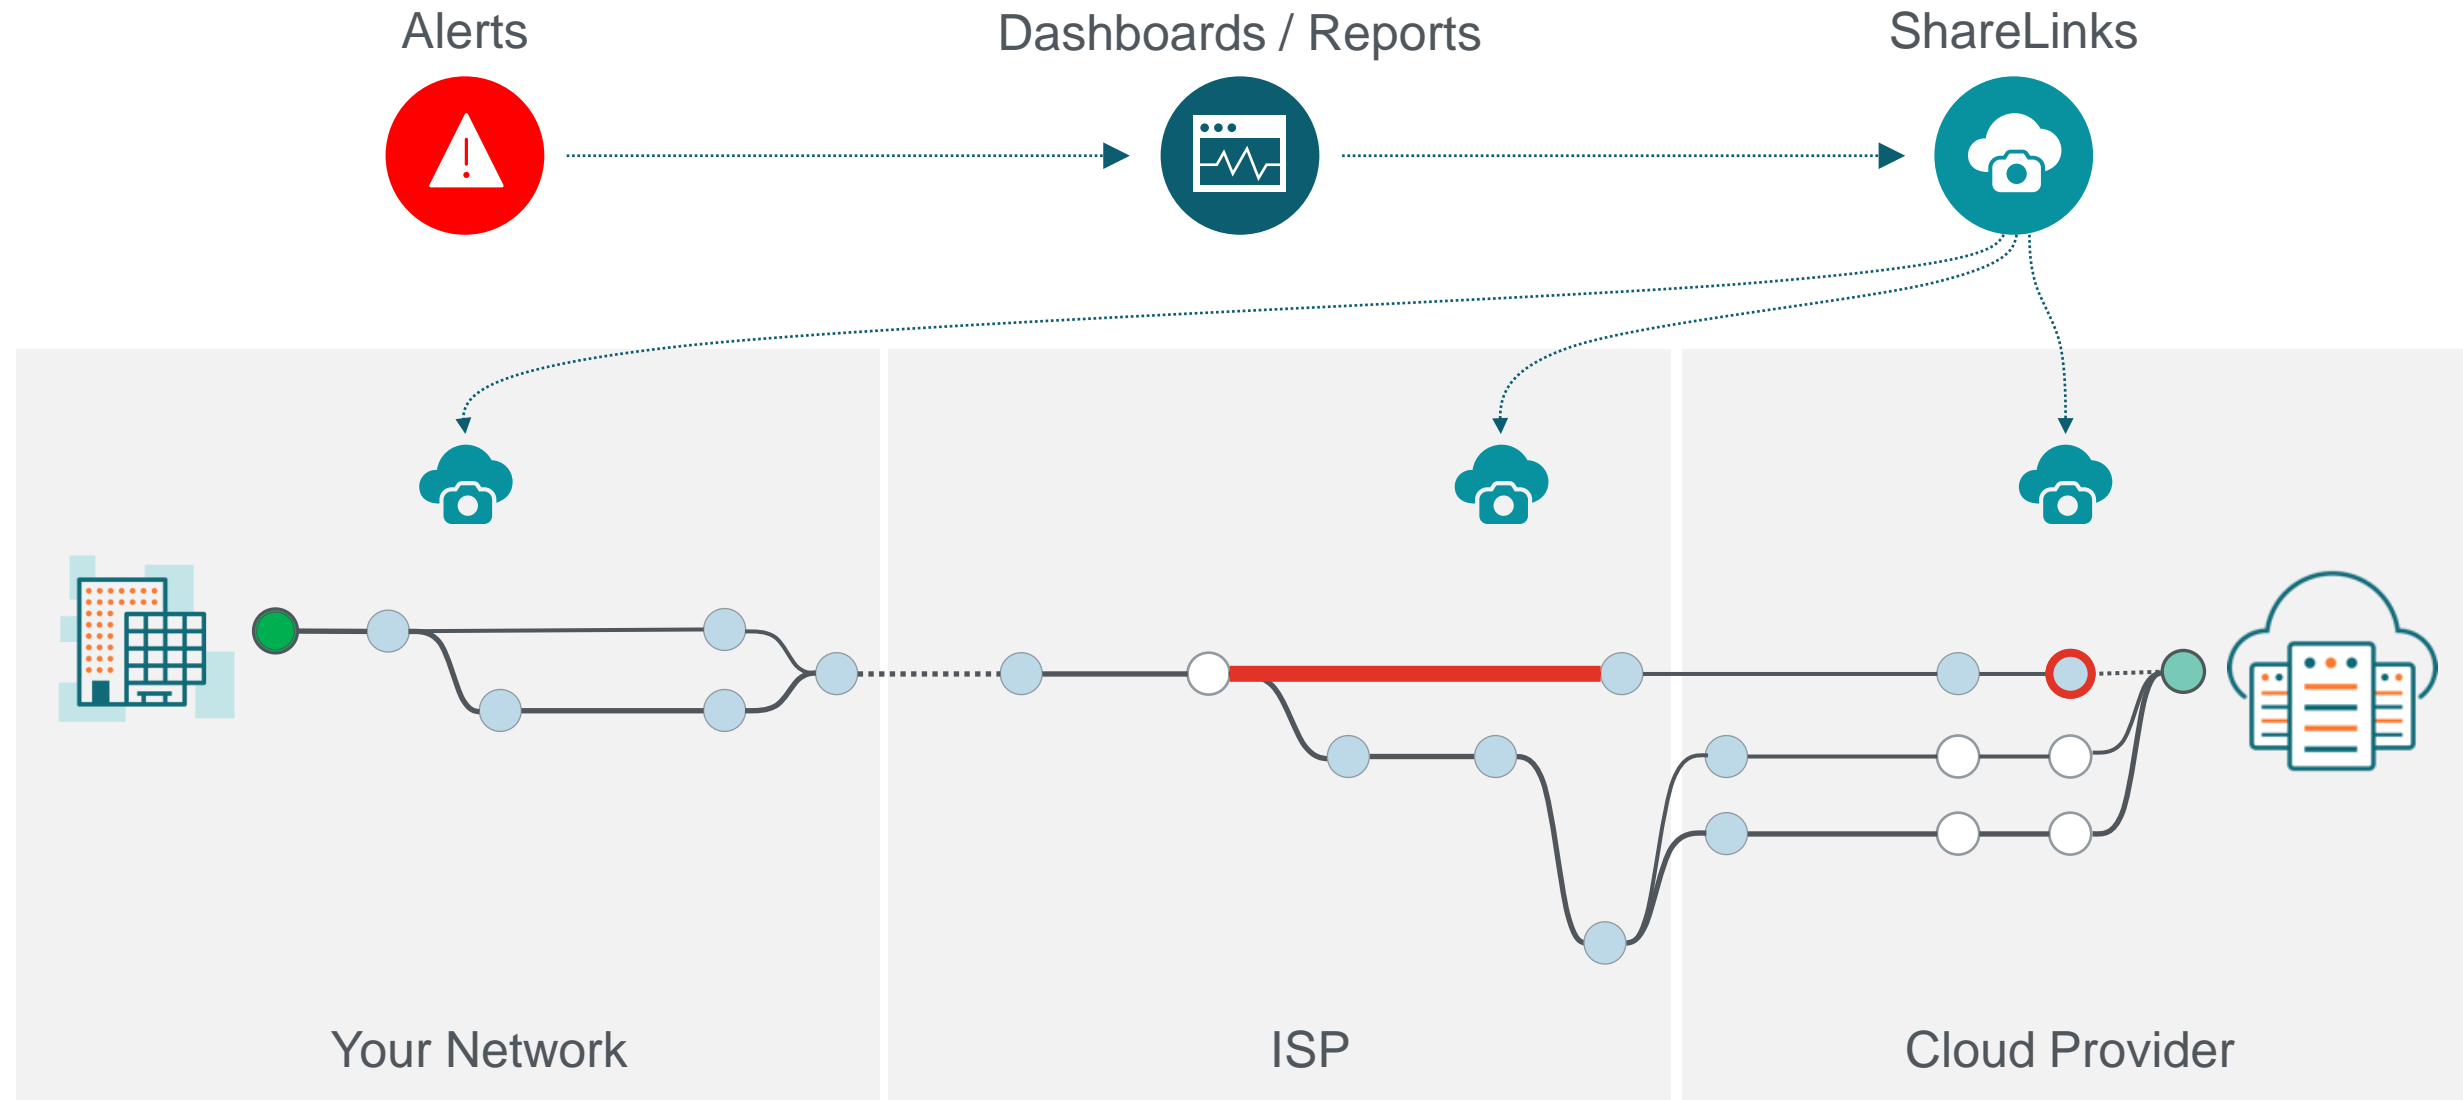 Alerts
Dashboards / Reports
ShareLinks
Your Network
ISP
Cloud Provider